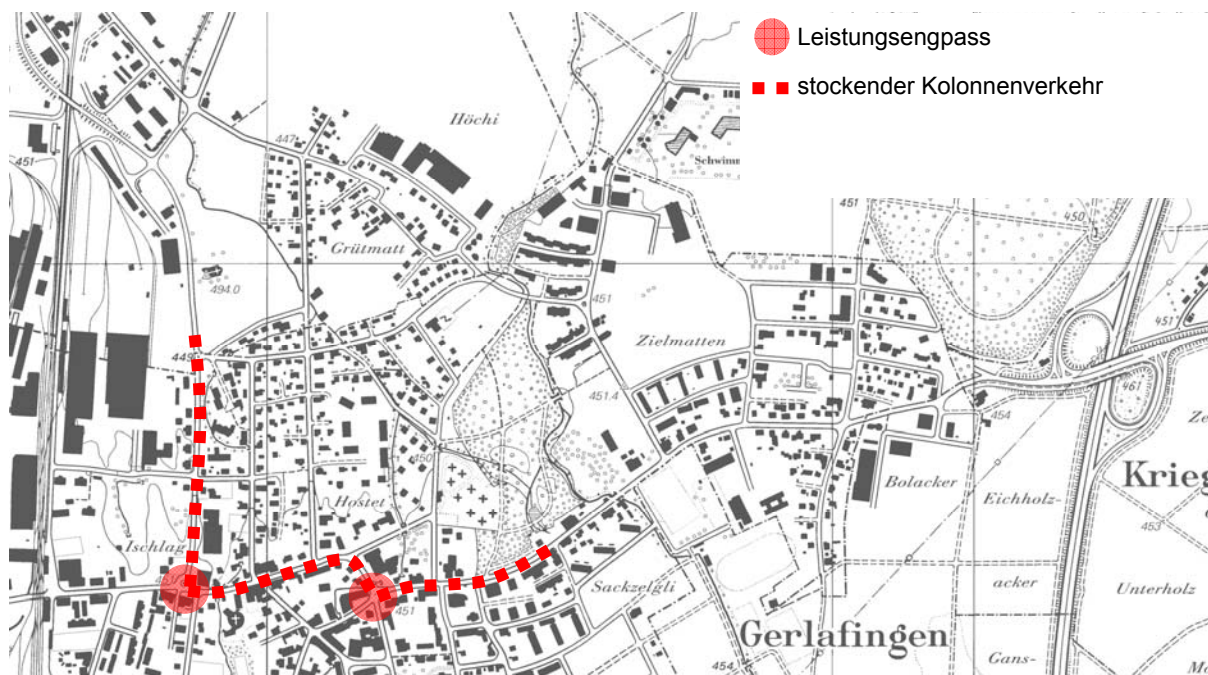 Leistungsengpass
stockender Kolonnenverkehr
Höchi
447
451
Schwimm
451
450
Grütmatt
494.0
451
451
Zielmatten
449
461
451.4
454
450
Hostet
Bolacker
Krieg
Eichholz-
453
Ischlag
451
Sackzelgli
acker
Unterholz
Gerlafingen
454
Gans-